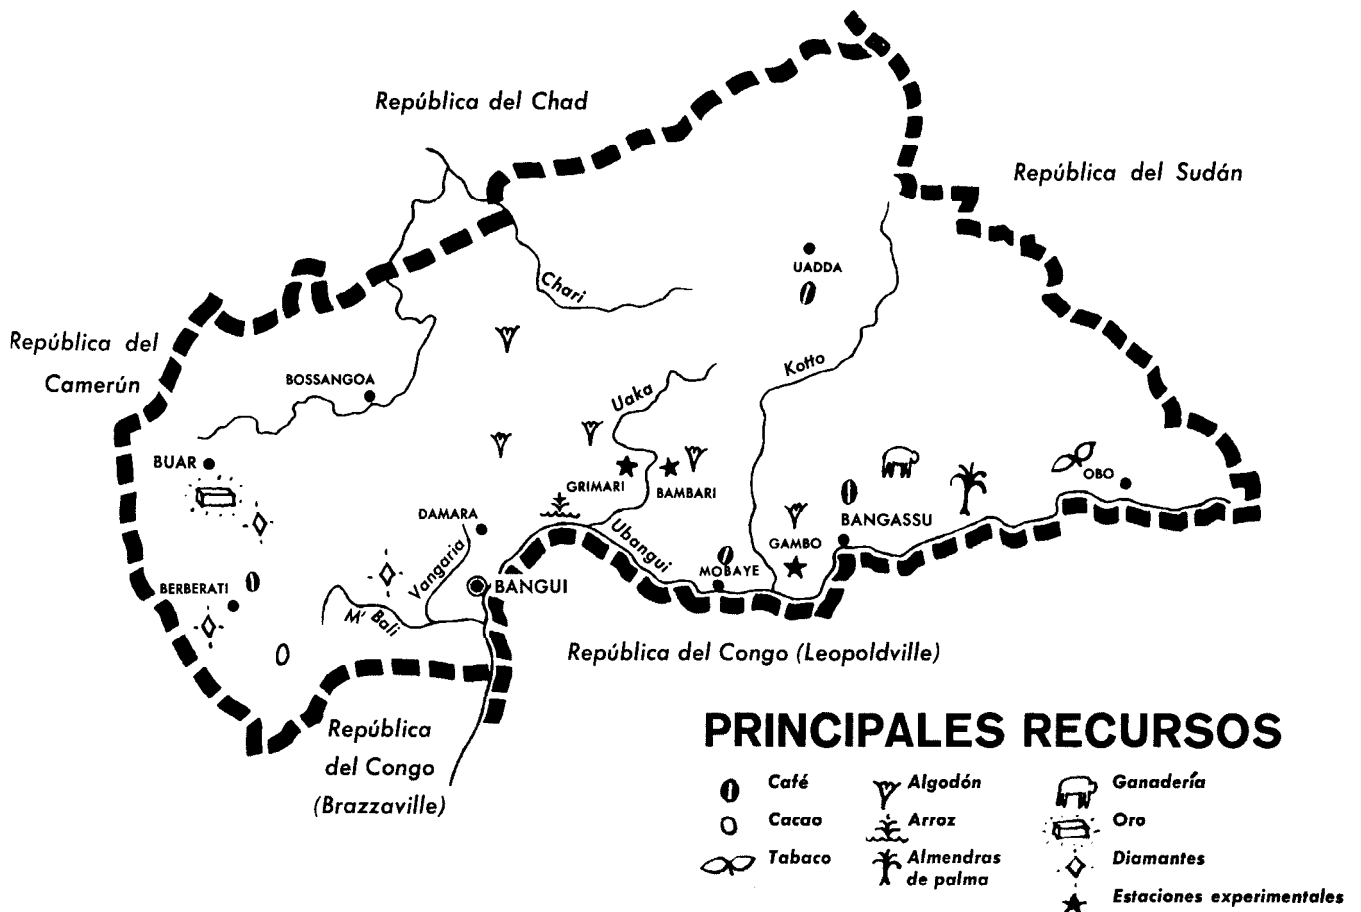 República del Chad
República del Sudán
UADDA
Chari
República del
Camerún
Kotto
BOSSANGOA
Uaka
BUAR
OBO
GRIMARI
BAMBARI
DAMARA
BANGASSU
Ubangui
GAMBO
Vangaria
MOBAYE
BERBERATI
BANGUI
M' Bali
República del Congo (Leopoldville)
República
del Congo
(Brazzaville)
PRINCIPALES RECURSOS
Café
Cacao
Tabaco
Algodón
Arroz
Almendras
de palma
Ganadería
Oro
Diamantes
Estaciones experimentales